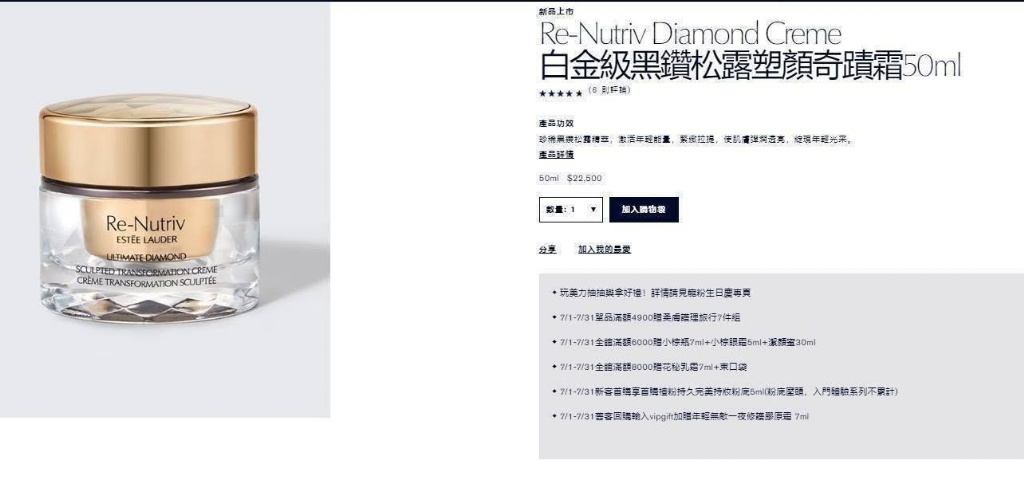 Re-Nutriv
ESTĒE LAUDER
ULTIMATE DIAMOND
SCULPTED TRANSFORMATION CREME
CRÈME TRANSFORMATION SCULPTÉE
新品上市
Re-Nutriv Diamond Creme
白金級黑鑽松露塑顏奇蹟霜50ml
★★★★★ (6 則評論)
產品功效
珍稀黑鑽松露精萃，激活年輕能量，緊緻拉提，使肌膚彈潤透亮，綻現年輕光采。
產品詳情
50ml $22,500
數量: 1 ▼ 加入購物袋
分享 加入我的最愛
✦ 玩美力抽抽樂拿好禮! 詳情請見寵粉生日慶專頁
✦ 7/1-7/31單品滿額4900贈柔膚護理旅行7件組
✦ 7/1-7/31全館滿額6000贈小棕瓶7ml+小棕眼霜5ml+潔顏蜜30ml
✦ 7/1-7/31全館滿額8000贈花秘乳霜7ml+束口袋
✦ 7/1-7/31新客首購享首購禮粉持久完美持妝粉底5ml(粉底壓頭、入門體驗系列不累計)
✦ 7/1-7/31舊客回購輸入vipgift加贈年輕無敵一夜修護膠原霜 7ml